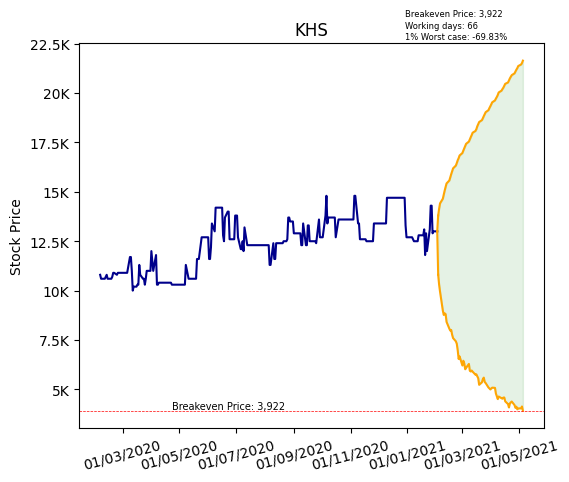 Breakeven Price: 3,922
Working days: 66
1% Worst case: -69.83%
KHS
Stock Price
22.5K
20K
17.5K
15K
12.5K
10K
7.5K
5K
Breakeven Price: 3,922
01/03/2020
01/05/2020
01/07/2020
01/09/2020
01/11/2020
01/01/2021
01/03/2021
01/05/2021